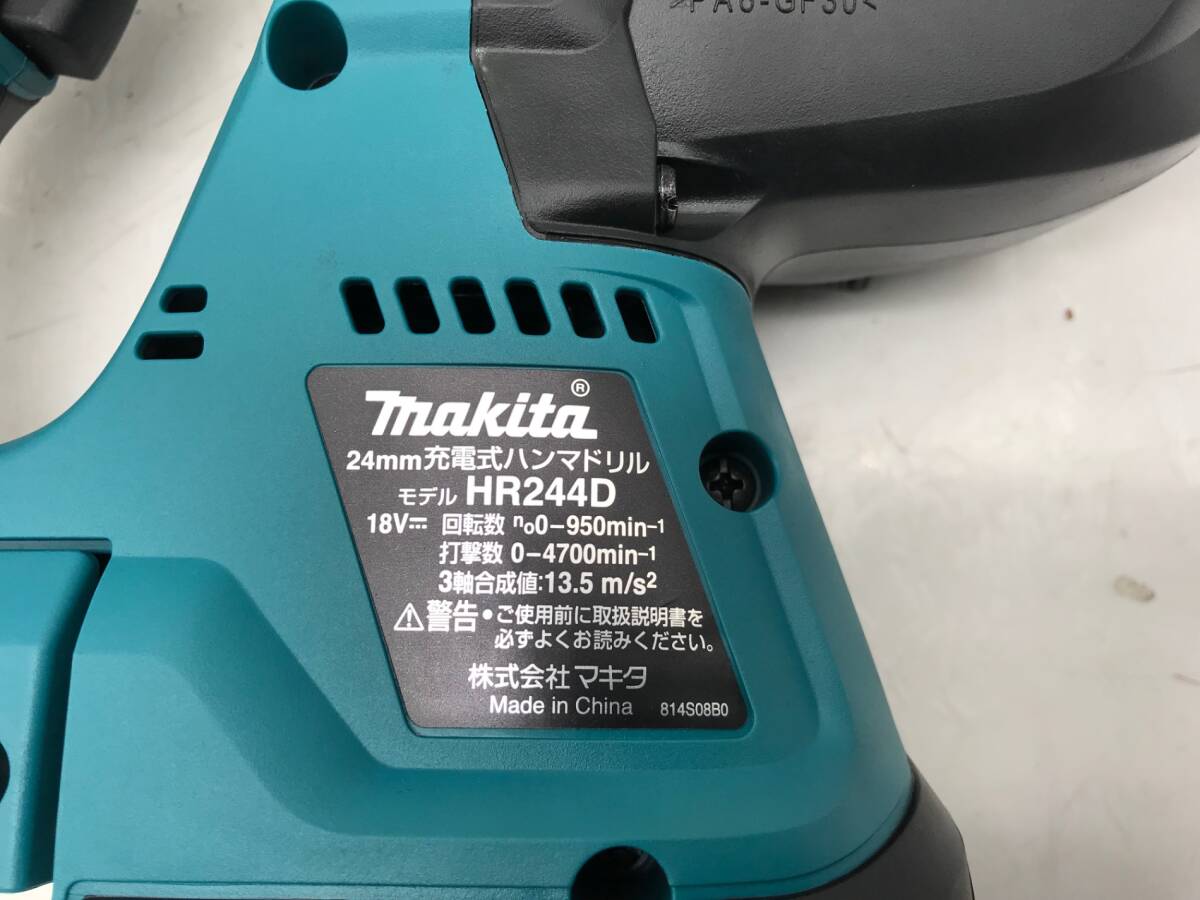 >PA6-GF30<
makita®
24mm充電式ハンマドリル
モデル HR244D
18V⎓ 回転数 n₀0-950min⁻¹
打撃数 0-4700min⁻¹
3軸合成値:13.5 m/s²
⚠警告・ご使用前に取扱説明書を
必ずよくお読みください。
株式会社マキタ
Made in China 814S08B0